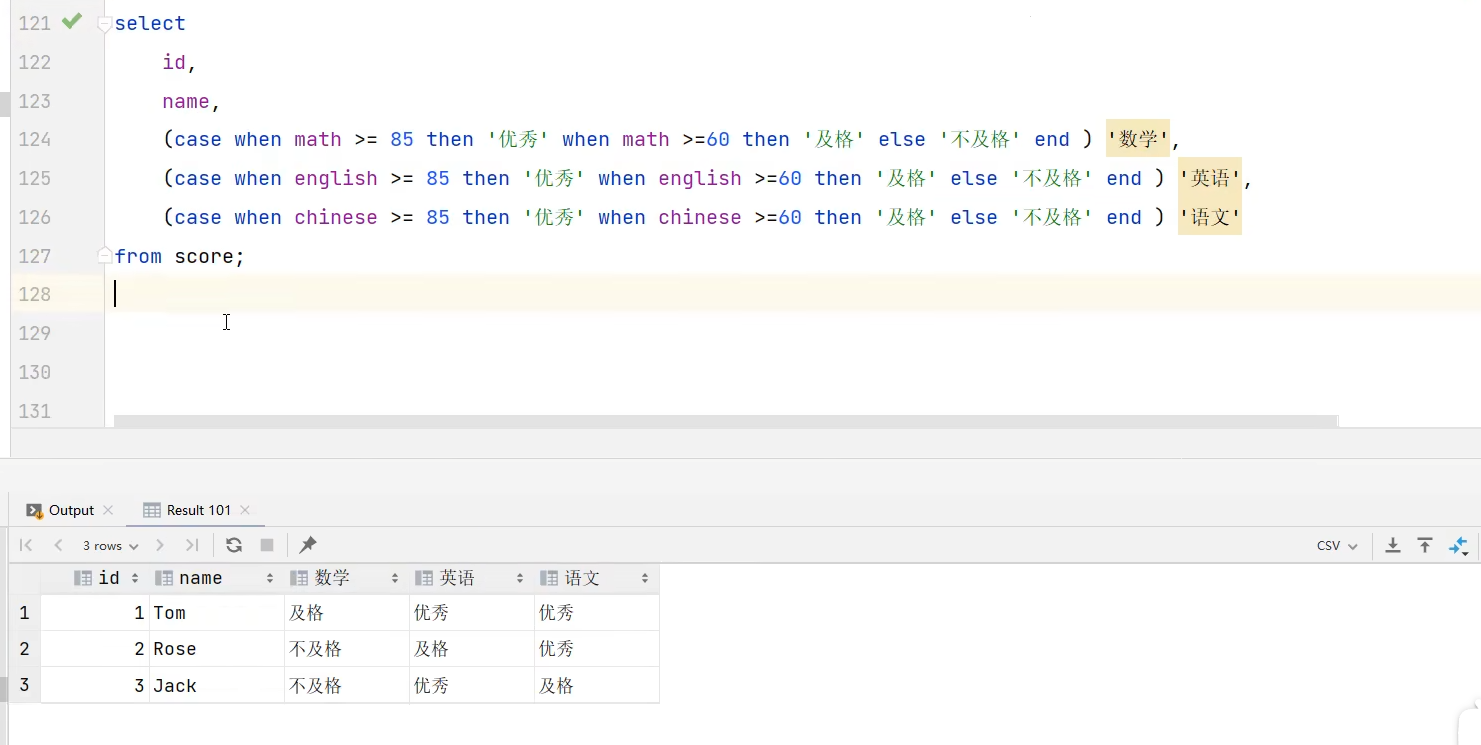 121 select
122 id,
123 name,
124 (case when math >= 85 then '优秀' when math >=60 then '及格' else '不及格' end ) '数学',
125 (case when english >= 85 then '优秀' when english >=60 then '及格' else '不及格' end ) '英语',
126 (case when chinese >= 85 then '优秀' when chinese >=60 then '及格' else '不及格' end ) '语文'
127 from score;
128
129
130
131
Output Result 101
3 rows CSV
id name 数学 英语 语文
1 1 Tom 及格 优秀 优秀
2 2 Rose 不及格 及格 优秀
3 3 Jack 不及格 优秀 及格